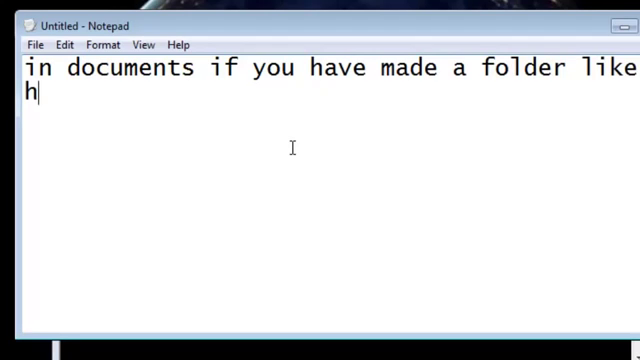 Untitled - Notepad
File Edit Format View Help
in documents if you have made a folder like
h